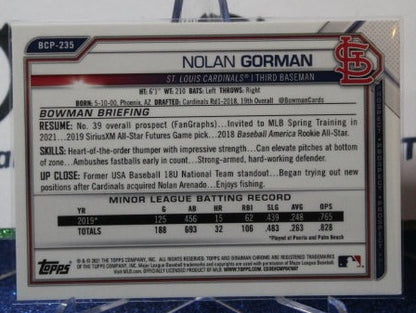 BCP-235
NOLAN GORMAN
ST. LOUIS CARDINALS | THIRD BASEMAN
HT: 6'1" WT: 210 BATS: Left THROWS: Right
BORN: 5-10-00, Phoenix, AZ DRAFTED: Cardinals Rd1-2018, 19th Overall @BowmanCards
BOWMAN BRIEFING
RESUME: No. 39 overall prospect (FanGraphs)... Invited to MLB Spring Training in
2021...2019 SiriusXM All-Star Futures Game pick...2018 Baseball America Rookie All-Star.
SKILLS: Heart-of-the-order thumper with impressive strength...Can elevate pitches at bottom
of zone...Ambushes fastballs early in count...Strong-armed, hard-working defender.
UP CLOSE: Former USA Baseball 18U National Team standout...Began trying out new
positions after Cardinals acquired Nolan Arenado...Enjoys fishing.
MINOR LEAGUE BATTING RECORD
YR G AB HR RBI SLG AVG OPS
2019* 125 456 15 62 .439 .248 .765
TOTALS 188 693 32 106 .483 .263 .828
*Played of Peoria and Palm Beach
Topps